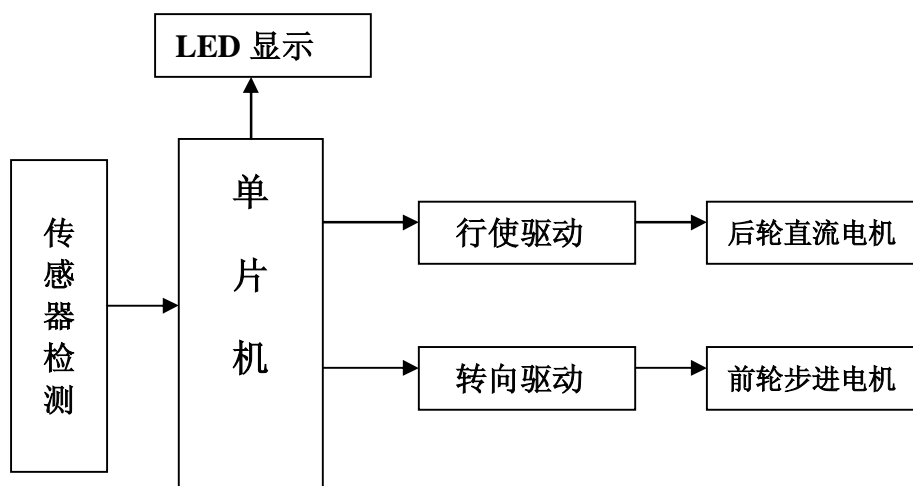 LED 显示
单片机
传感器检测
行使驱动
后轮直流电机
转向驱动
前轮步进电机